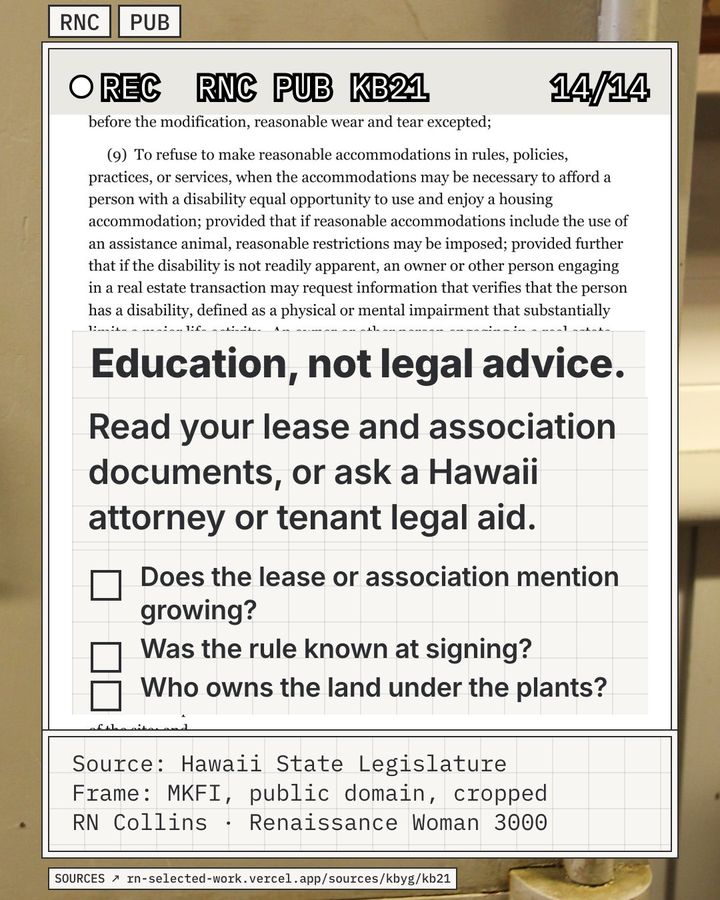 RNC PUB
REC RNC PUB KB21 14/14
before the modification, reasonable wear and tear excepted;
(9) To refuse to make reasonable accommodations in rules, policies,
practices, or services, when the accommodations may be necessary to afford a
person with a disability equal opportunity to use and enjoy a housing
accommodation; provided that if reasonable accommodations include the use of
an assistance animal, reasonable restrictions may be imposed; provided further
that if the disability is not readily apparent, an owner or other person engaging
in a real estate transaction may request information that verifies that the person
has a disability, defined as a physical or mental impairment that substantially
Education, not legal advice.
Read your lease and association
documents, or ask a Hawaii
attorney or tenant legal aid.
Does the lease or association mention
growing?
Was the rule known at signing?
Who owns the land under the plants?
of the site; and
Source: Hawaii State Legislature
Frame: MKFI, public domain, cropped
RN Collins · Renaissance Woman 3000
SOURCES ↗ rn-selected-work.vercel.app/sources/kbyg/kb21